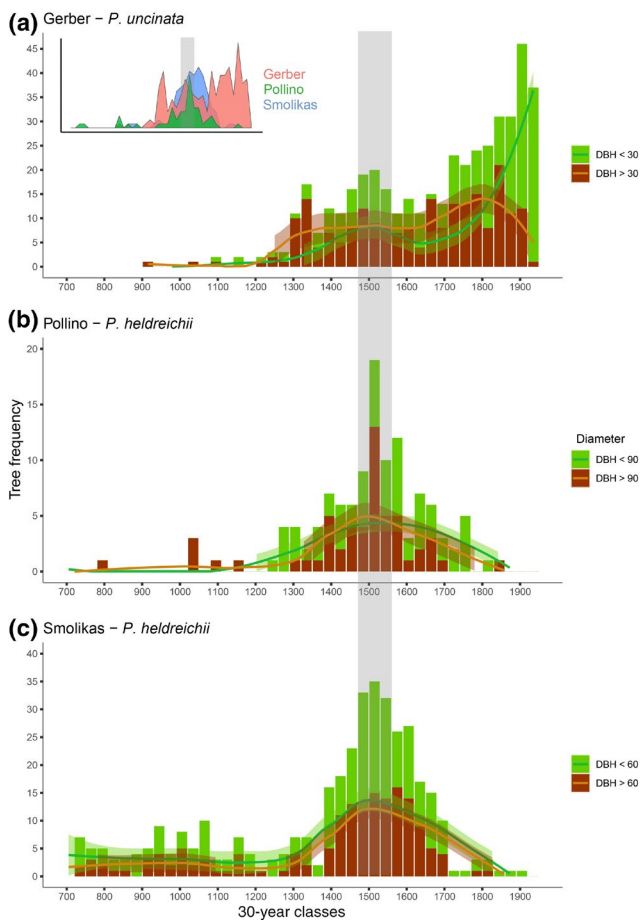 (a) Gerber – P. uncinata
45
40
35
30
25
20
15
10
5
0
Gerber
Pollino
Smolikas
DBH < 30
DBH > 30
700 800 900 1000 1100 1200 1300 1400 1500 1600 1700 1800 1900
(b) Pollino – P. heldreichii
20
15
10
5
0
Tree frequency
Diameter
DBH < 90
DBH > 90
700 800 900 1000 1100 1200 1300 1400 1500 1600 1700 1800 1900
(c) Smolikas – P. heldreichii
40
35
30
25
20
15
10
5
0
DBH < 60
DBH > 60
700 800 900 1000 1100 1200 1300 1400 1500 1600 1700 1800 1900
30-year classes